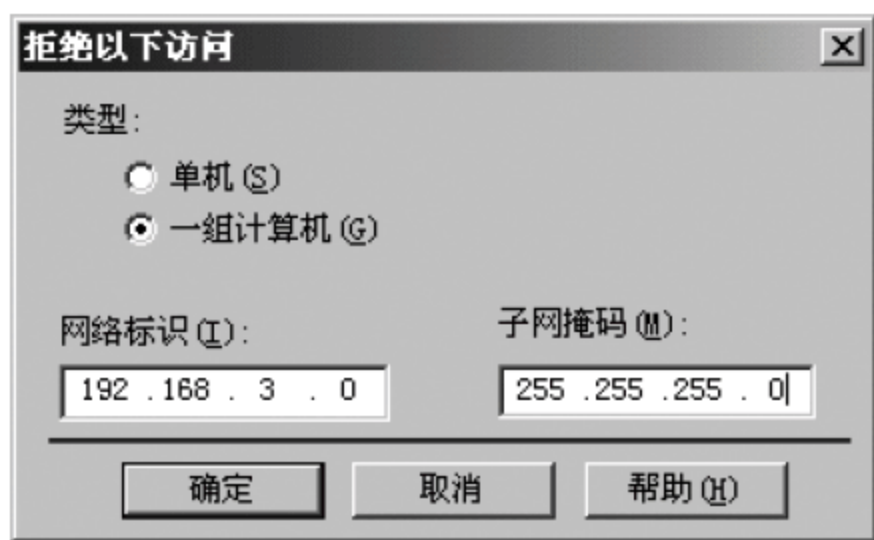 拒绝以下访问
类型:
单机(S)
一组计算机(G)
网络标识(I):
子网掩码(M):
192 .168 . 3 . 0
255 .255 .255 . 0
确定
取消
帮助(H)